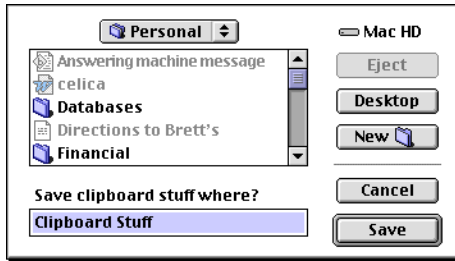 Personal
Mac HD
Answering machine message
celica
Databases
Directions to Brett's
Financial
Eject
Desktop
New
Save clipboard stuff where?
Clipboard Stuff
Cancel
Save